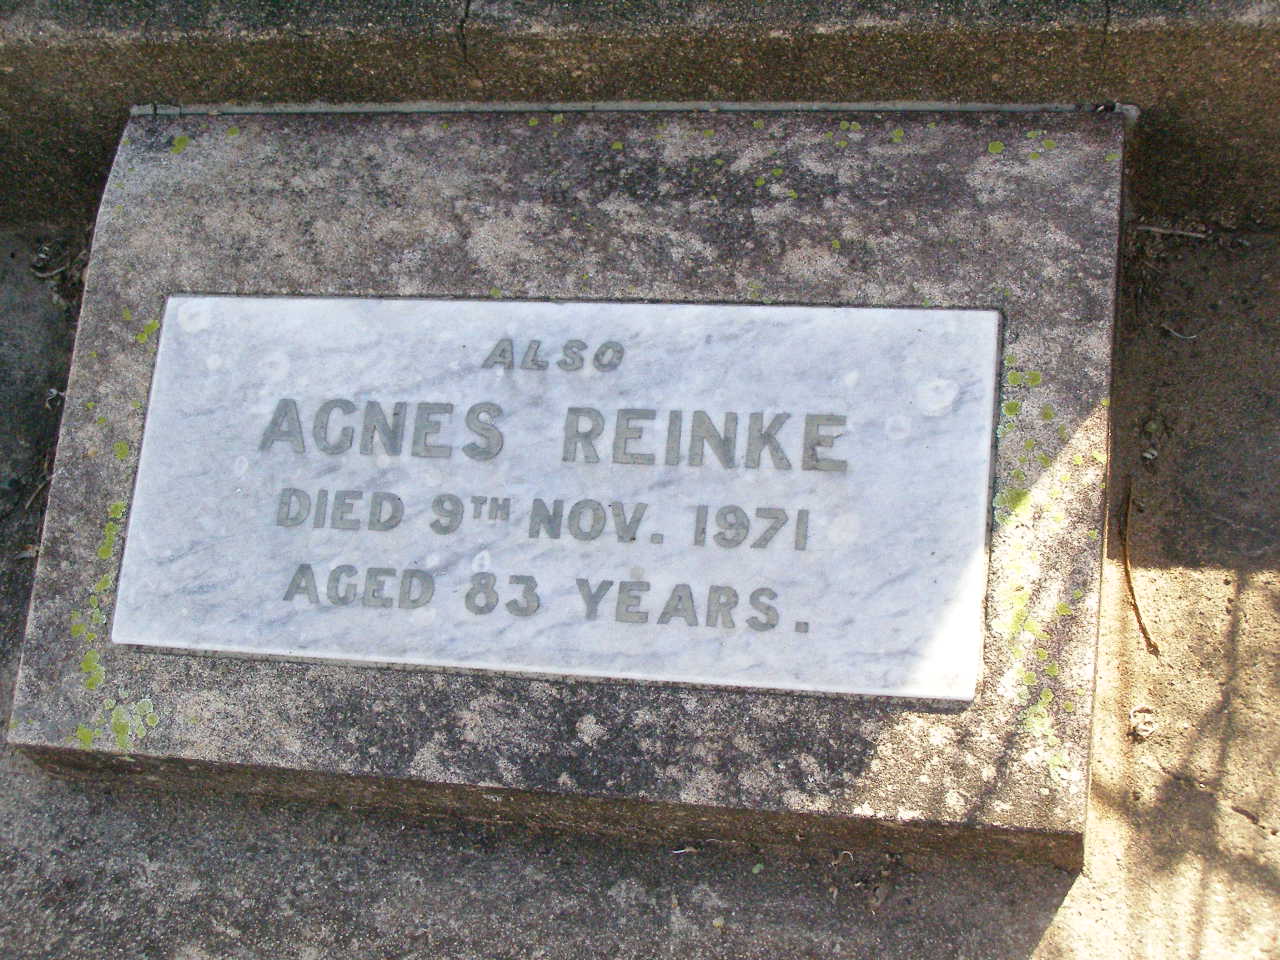 ALSO
AGNES REINKE
DIED 9TH NOV. 1971
AGED 83 YEARS.